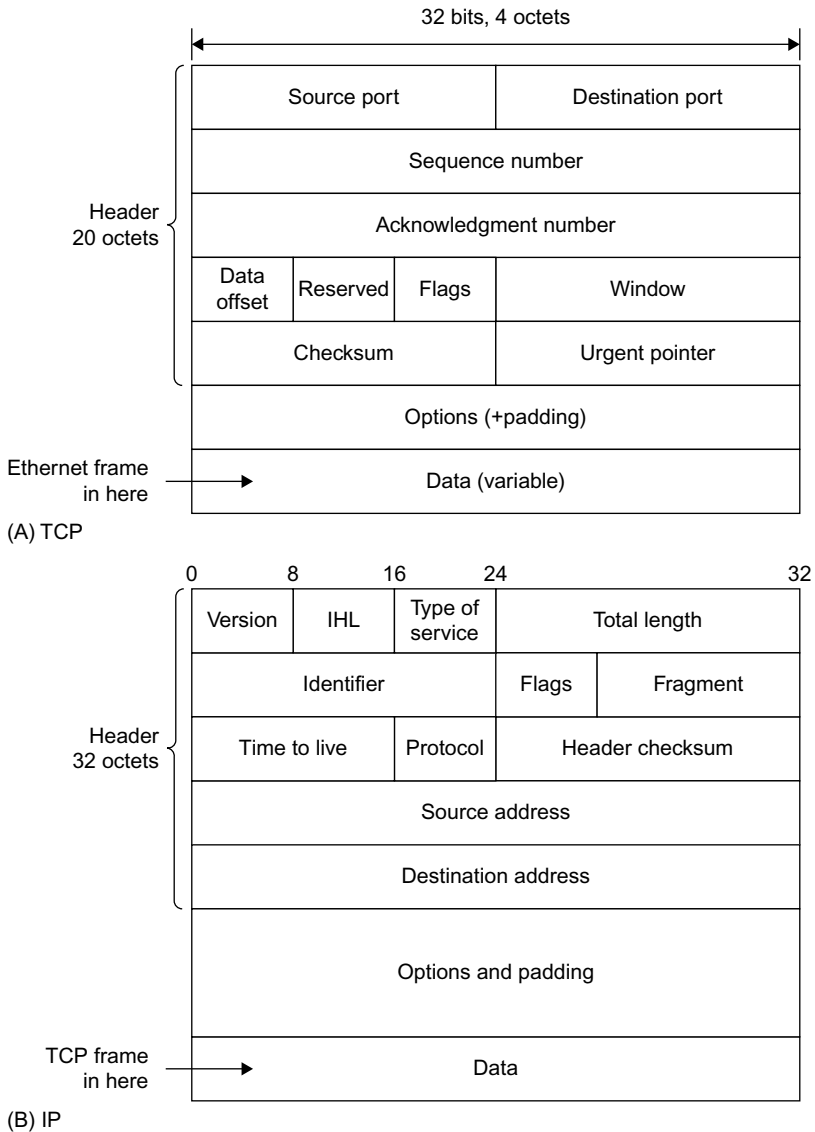 32 bits, 4 octets
Source port
Destination port
Sequence number
Header
20 octets
Acknowledgment number
Data
offset
Reserved
Flags
Window
Checksum
Urgent pointer
Options (+padding)
Ethernet frame
in here
Data (variable)
(A) TCP
0 8 16 24 32
Version
IHL
Type of
service
Total length
Identifier
Flags
Fragment
Header
32 octets
Time to live
Protocol
Header checksum
Source address
Destination address
Options and padding
TCP frame
in here
Data
(B) IP